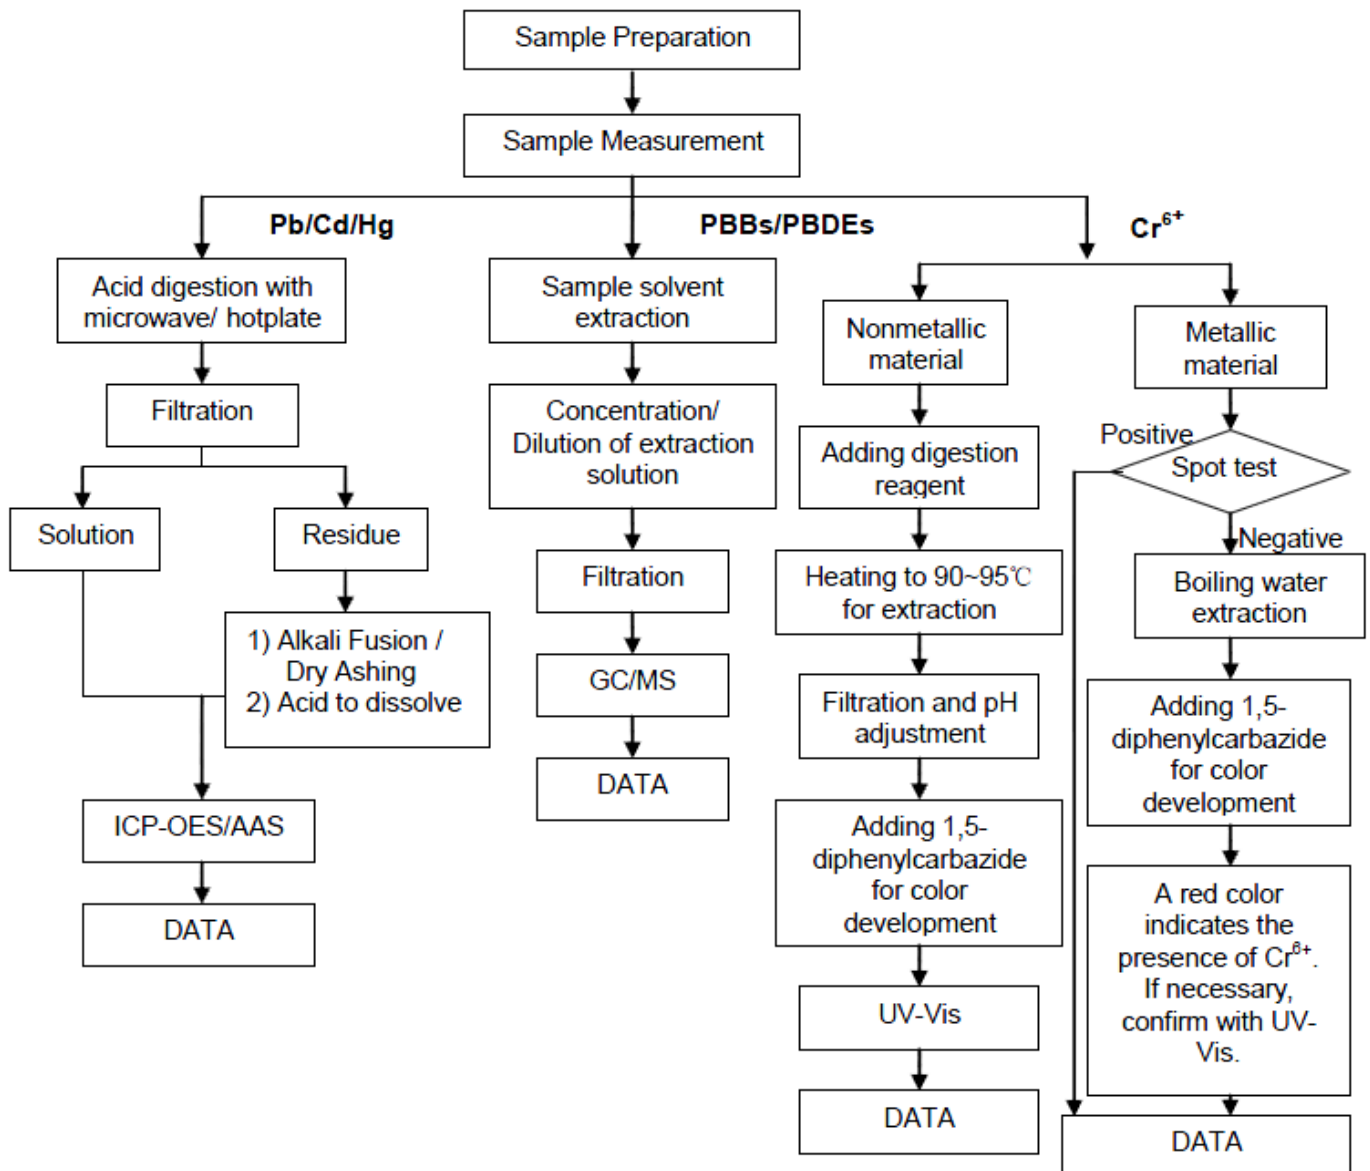 Sample Preparation
Sample Measurement
Pb/Cd/Hg
PBBs/PBDEs
Cr⁶⁺
Acid digestion with
microwave/ hotplate
Filtration
Solution
Residue
1) Alkali Fusion /
Dry Ashing
2) Acid to dissolve
ICP-OES/AAS
DATA
Sample solvent
extraction
Concentration/
Dilution of extraction
solution
Filtration
GC/MS
DATA
Nonmetallic
material
Adding digestion
reagent
Heating to 90~95℃
for extraction
Filtration and pH
adjustment
Adding 1,5-
diphenylcarbazide
for color
development
UV-Vis
DATA
Metallic
material
Positive
Spot test
Negative
Boiling water
extraction
Adding 1,5-
diphenylcarbazide
for color
development
A red color
indicates the
presence of Cr⁶⁺.
If necessary,
confirm with UV-
Vis.
DATA